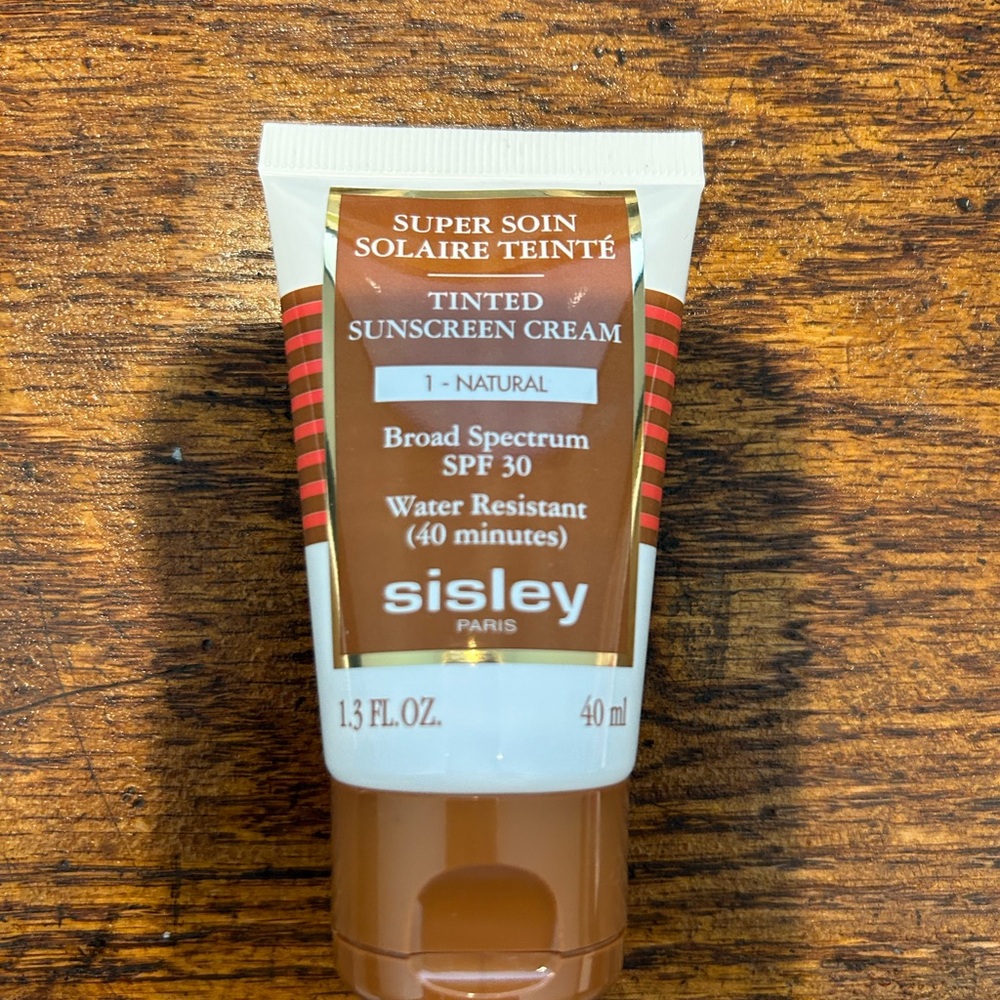 SUPER SOIN
SOLAIRE TEINTÉ
TINTED
SUNSCREEN CREAM
1 - NATURAL
Broad Spectrum
SPF 30
Water Resistant
(40 minutes)
sisley
PARIS
1.3 FL.OZ. 40 ml